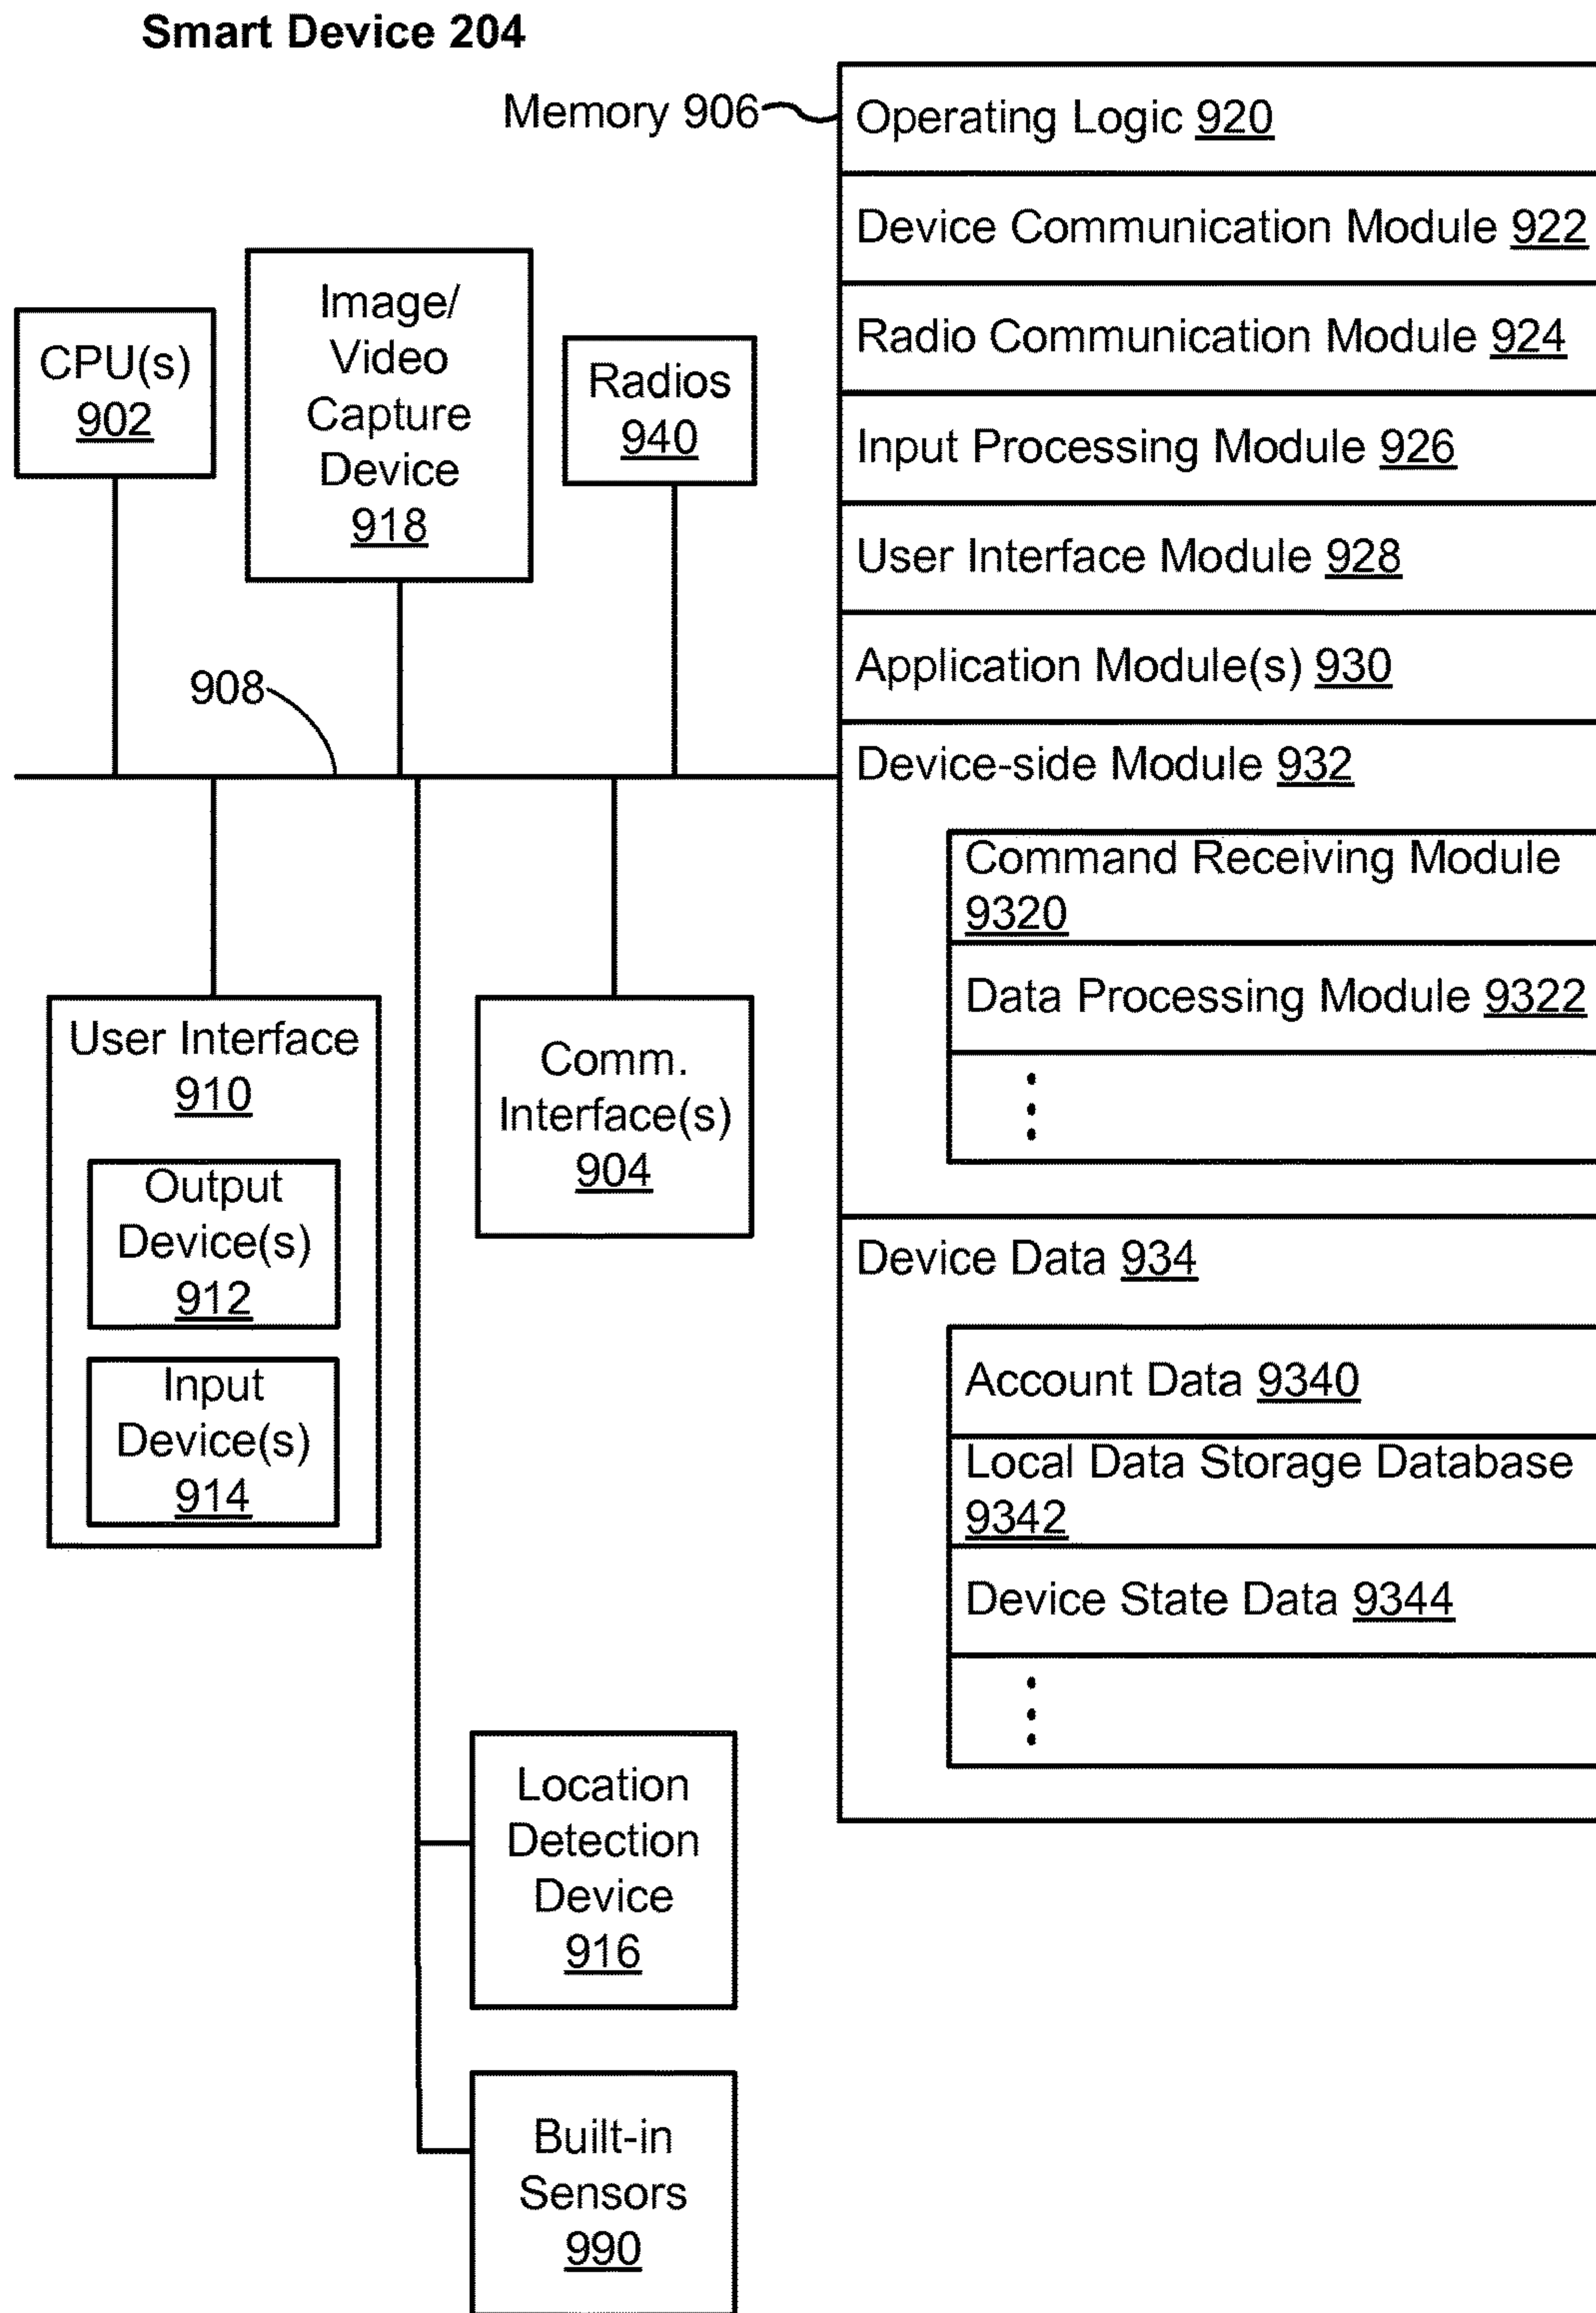 Smart Device 204
Memory 906
Operating Logic 920
Device Communication Module 922
Radio Communication Module 924
Input Processing Module 926
User Interface Module 928
Application Module(s) 930
Device-side Module 932
Command Receiving Module
9320
Data Processing Module 9322
Device Data 934
Account Data 9340
Local Data Storage Database
9342
Device State Data 9344
CPU(s)
902
Image/
Video
Capture
Device
918
Radios
940
908
User Interface
910
Output
Device(s)
912
Input
Device(s)
914
Comm.
Interface(s)
904
Location
Detection
Device
916
Built-in
Sensors
990